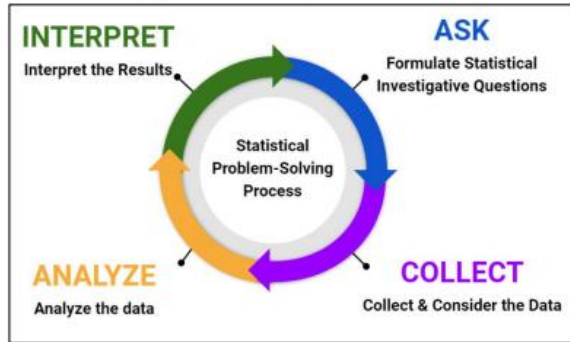 INTERPRET
Interpret the Results
ASK
Formulate Statistical
Investigative Questions
Statistical
Problem-Solving
Process
ANALYZE
Analyze the data
COLLECT
Collect & Consider the Data